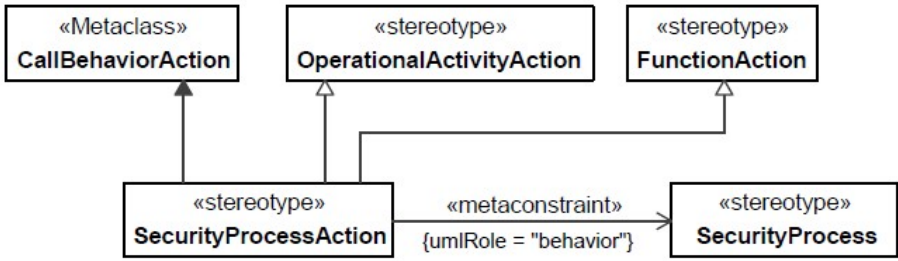 «Metaclass»
CallBehaviorAction
«stereotype»
OperationalActivityAction
«stereotype»
FunctionAction
«stereotype»
SecurityProcessAction
«metaconstraint»
{umlRole = "behavior"}
«stereotype»
SecurityProcess